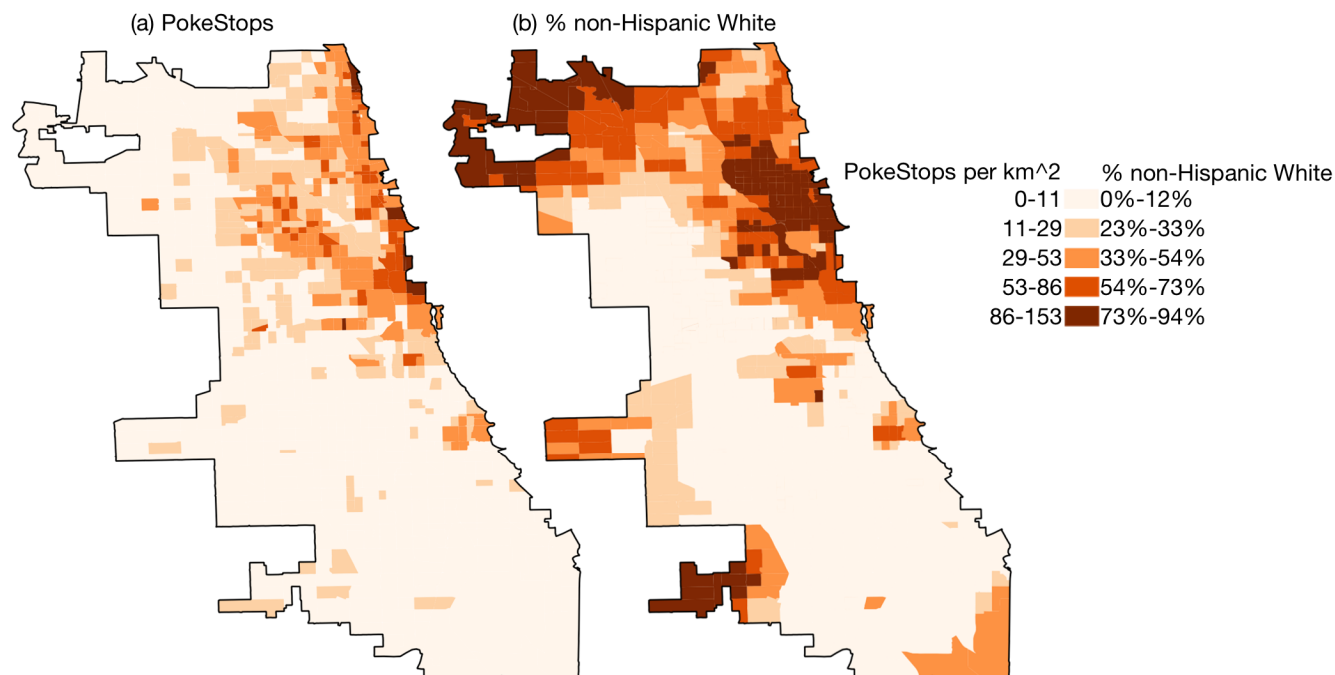 (a) PokeStops
(b) % non-Hispanic White
PokeStops per km^2 % non-Hispanic White
0-11 0%-12%
11-29 23%-33%
29-53 33%-54%
53-86 54%-73%
86-153 73%-94%